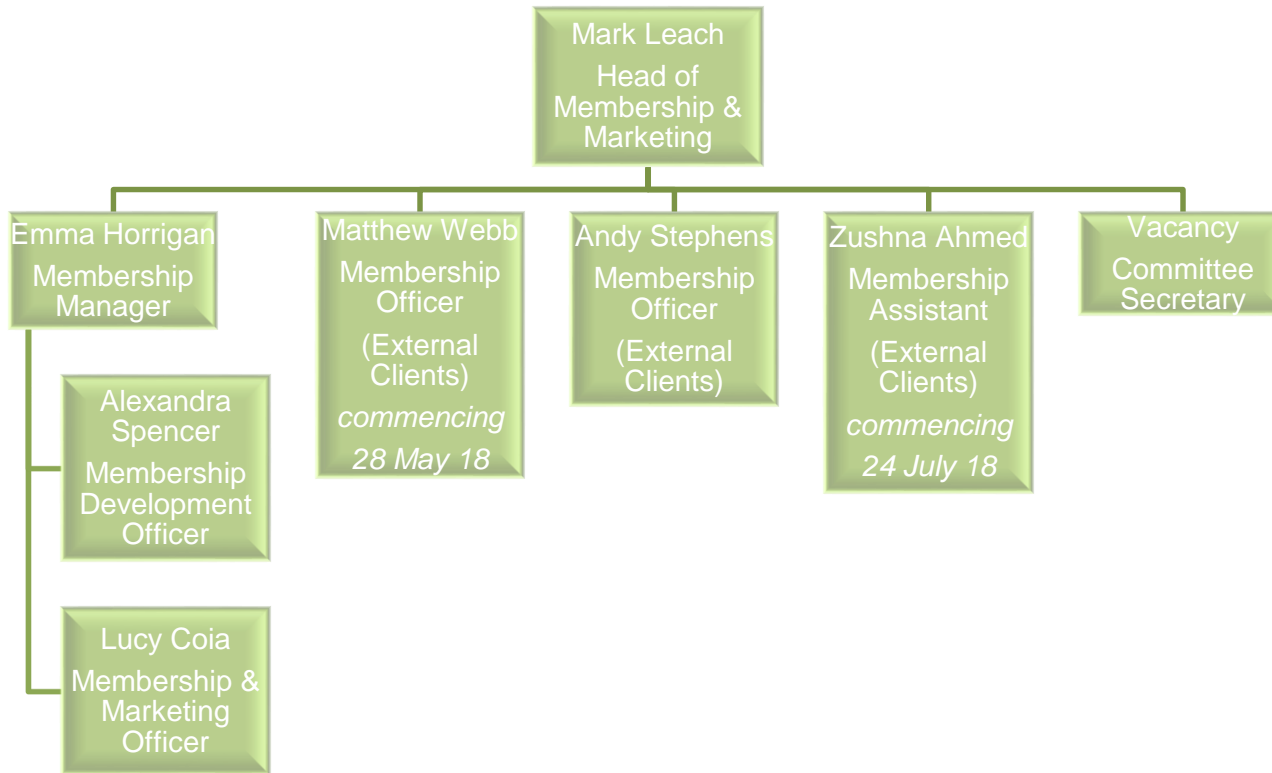 Mark Leach
Head of
Membership &
Marketing
Emma Horrigan
Membership
Manager
Matthew Webb
Membership
Officer
(External
Clients)
commencing
28 May 18
Andy Stephens
Membership
Officer
(External
Clients)
Zushna Ahmed
Membership
Assistant
(External
Clients)
commencing
24 July 18
Vacancy
Committee
Secretary
Alexandra
Spencer
Membership
Development
Officer
Lucy Coia
Membership &
Marketing
Officer